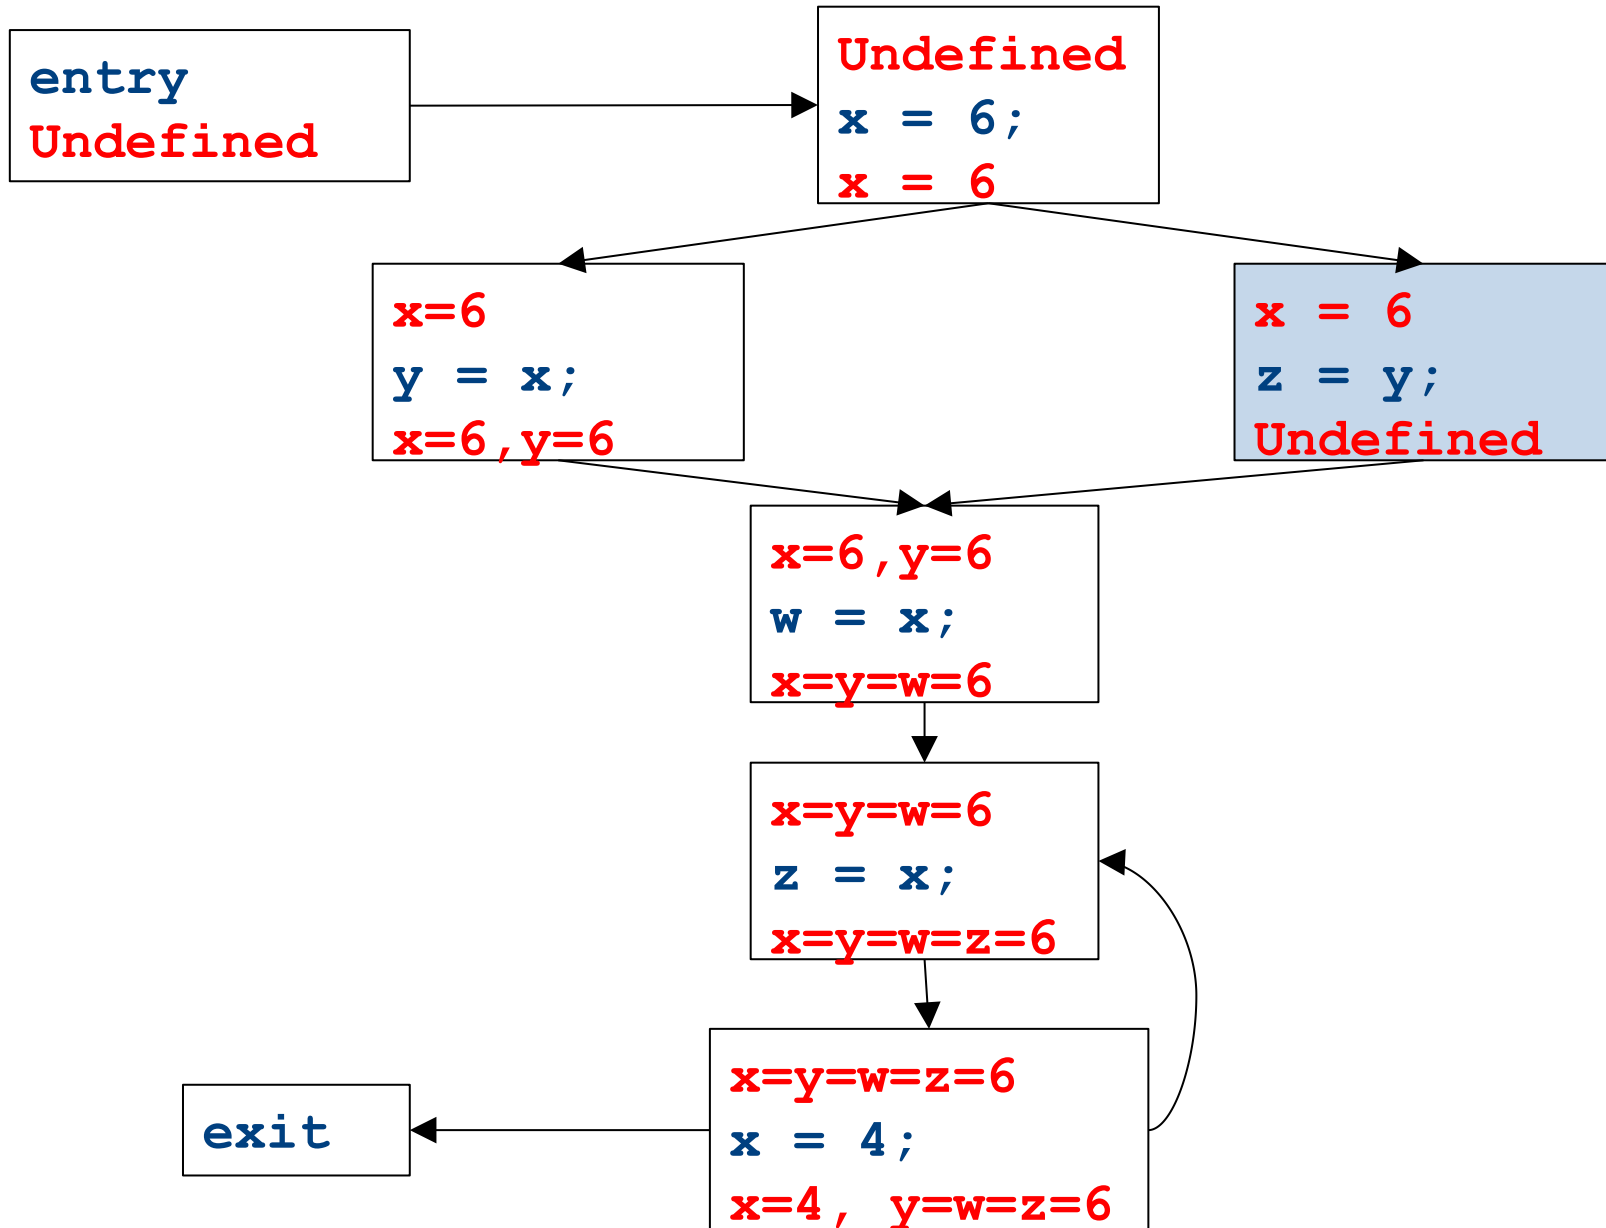 entry
Undefined
Undefined
x = 6;
x = 6
x=6
y = x;
x=6,y=6
x = 6
z = y;
Undefined
x=6,y=6
w = x;
x=y=w=6
x=y=w=6
z = x;
x=y=w=z=6
x=y=w=z=6
x = 4;
x=4, y=w=z=6
exit